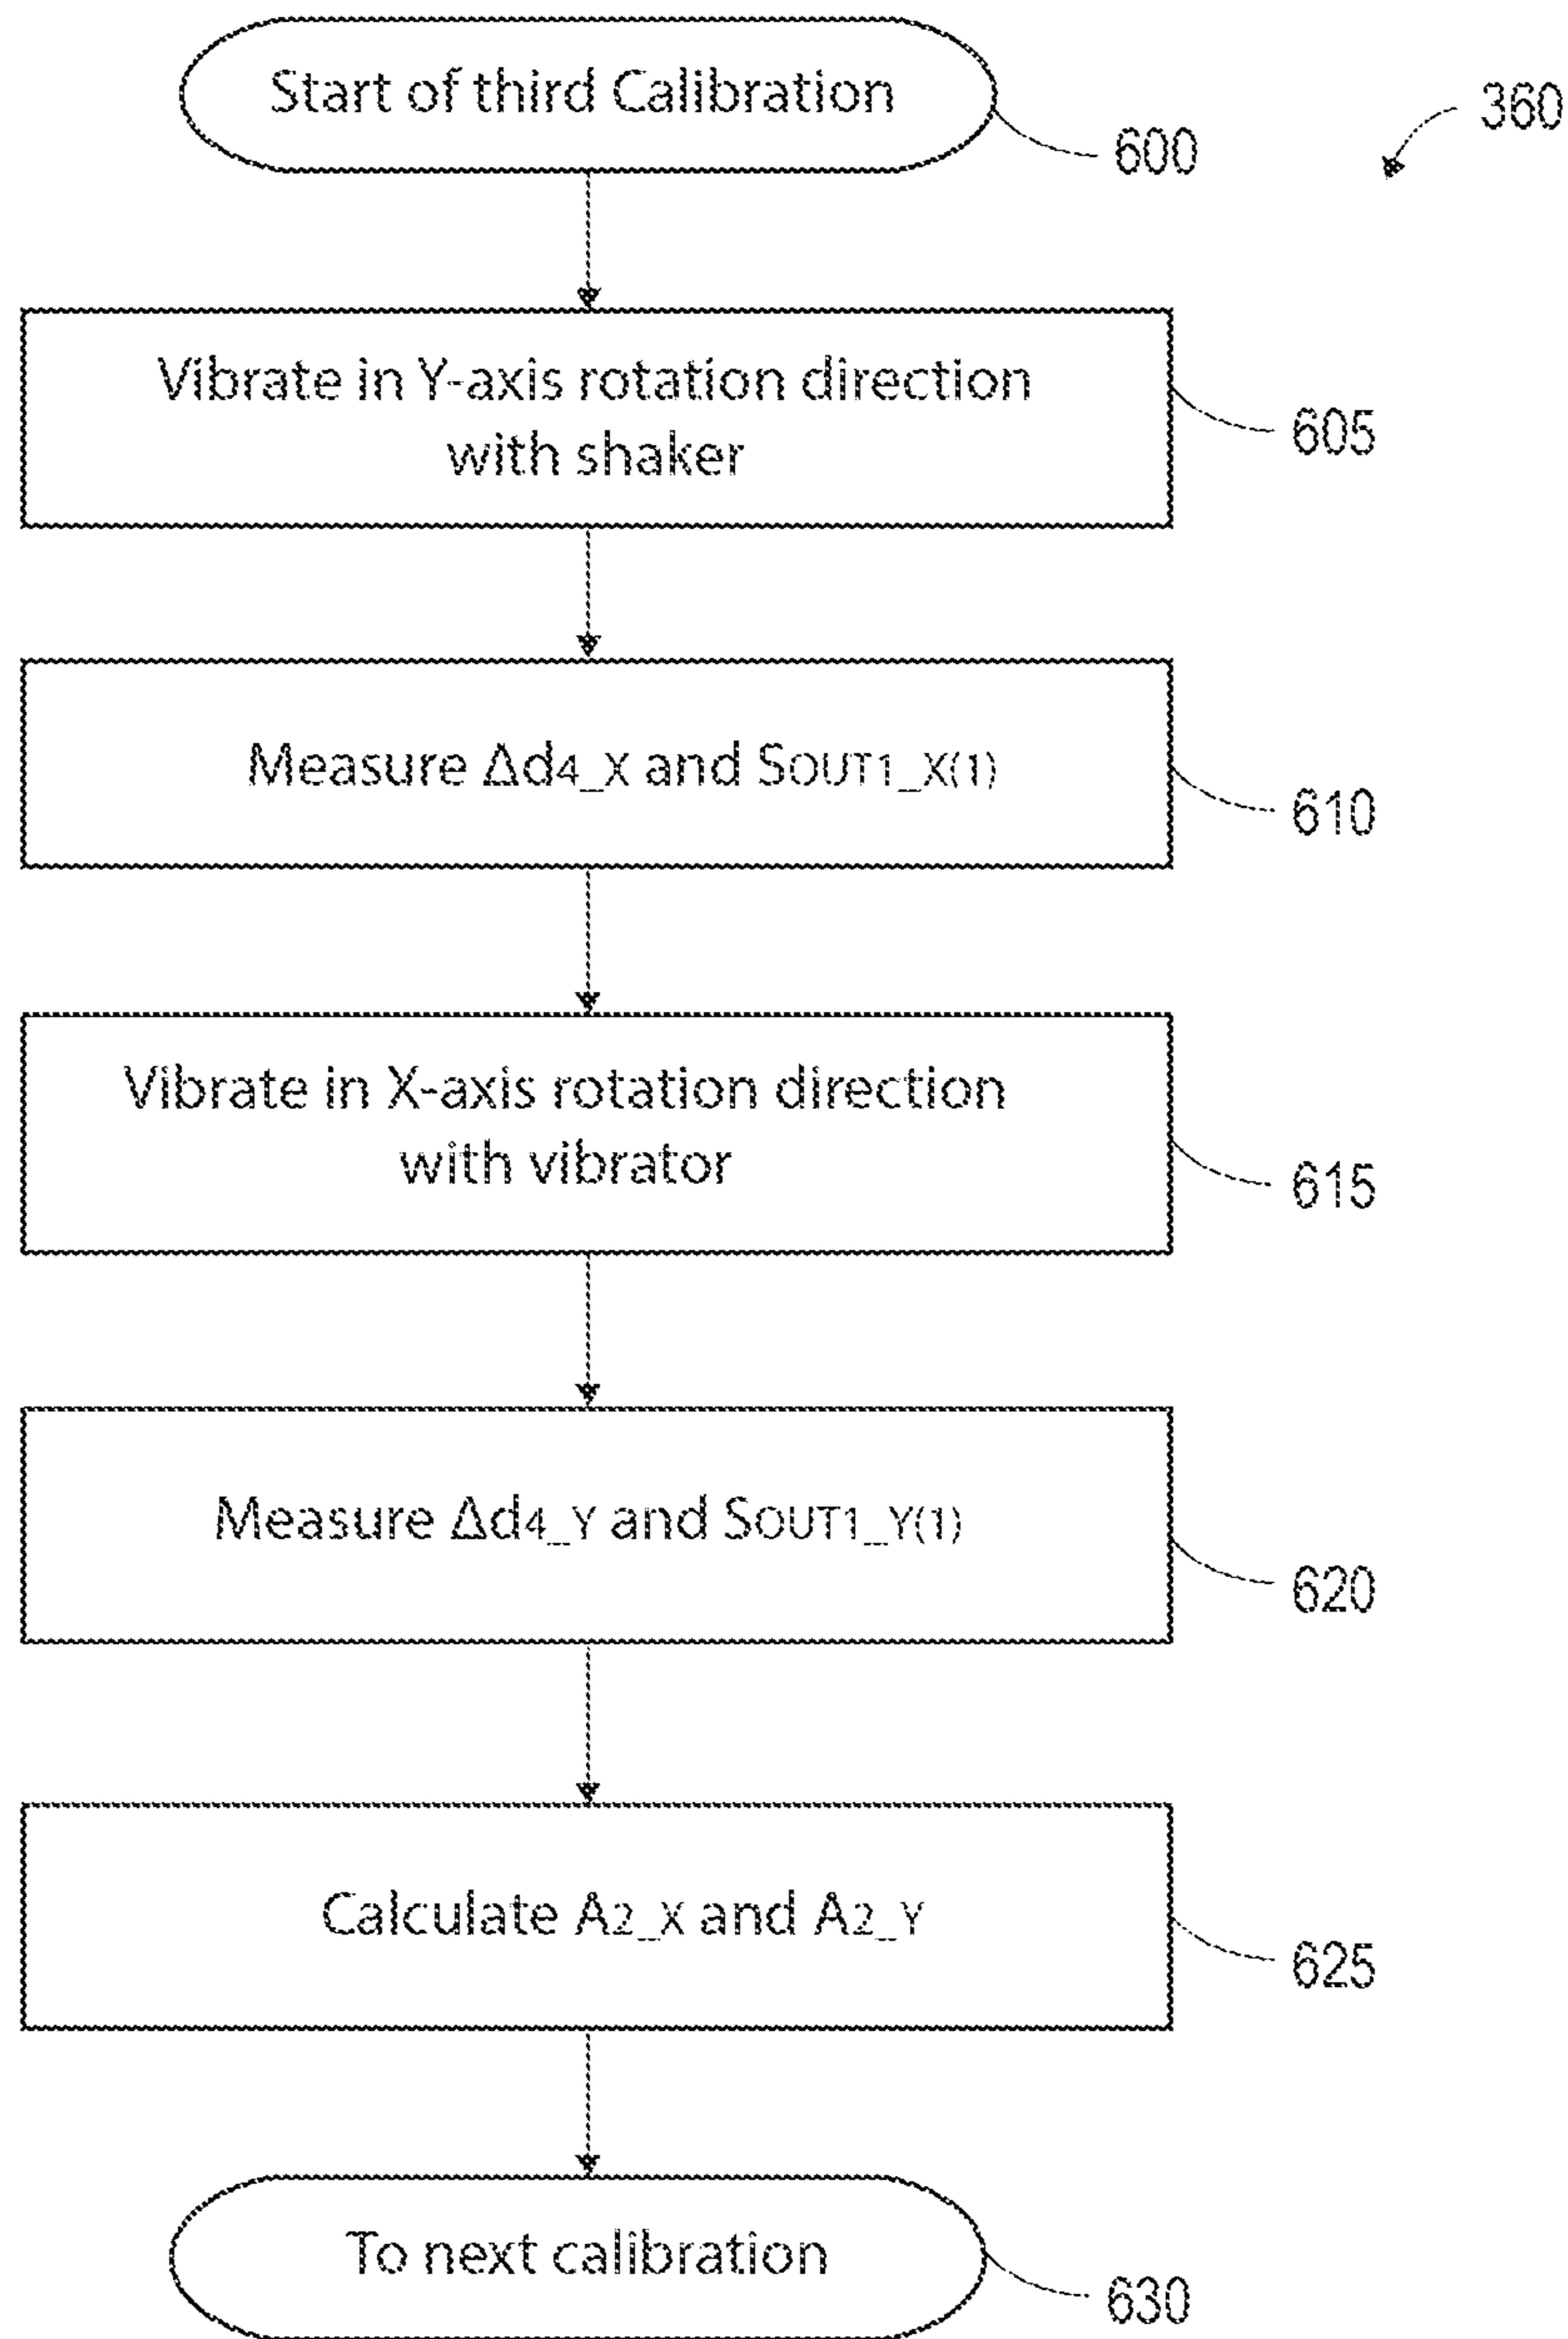 Start of third Calibration
600
360
Vibrate in Y-axis rotation direction
with shaker
605
Measure Δd4_X and SOUT1_X(1)
610
Vibrate in X-axis rotation direction
with vibrator
615
Measure Δd4_Y and SOUT1_Y(1)
620
Calculate A2_X and A2_Y
625
To next calibration
630